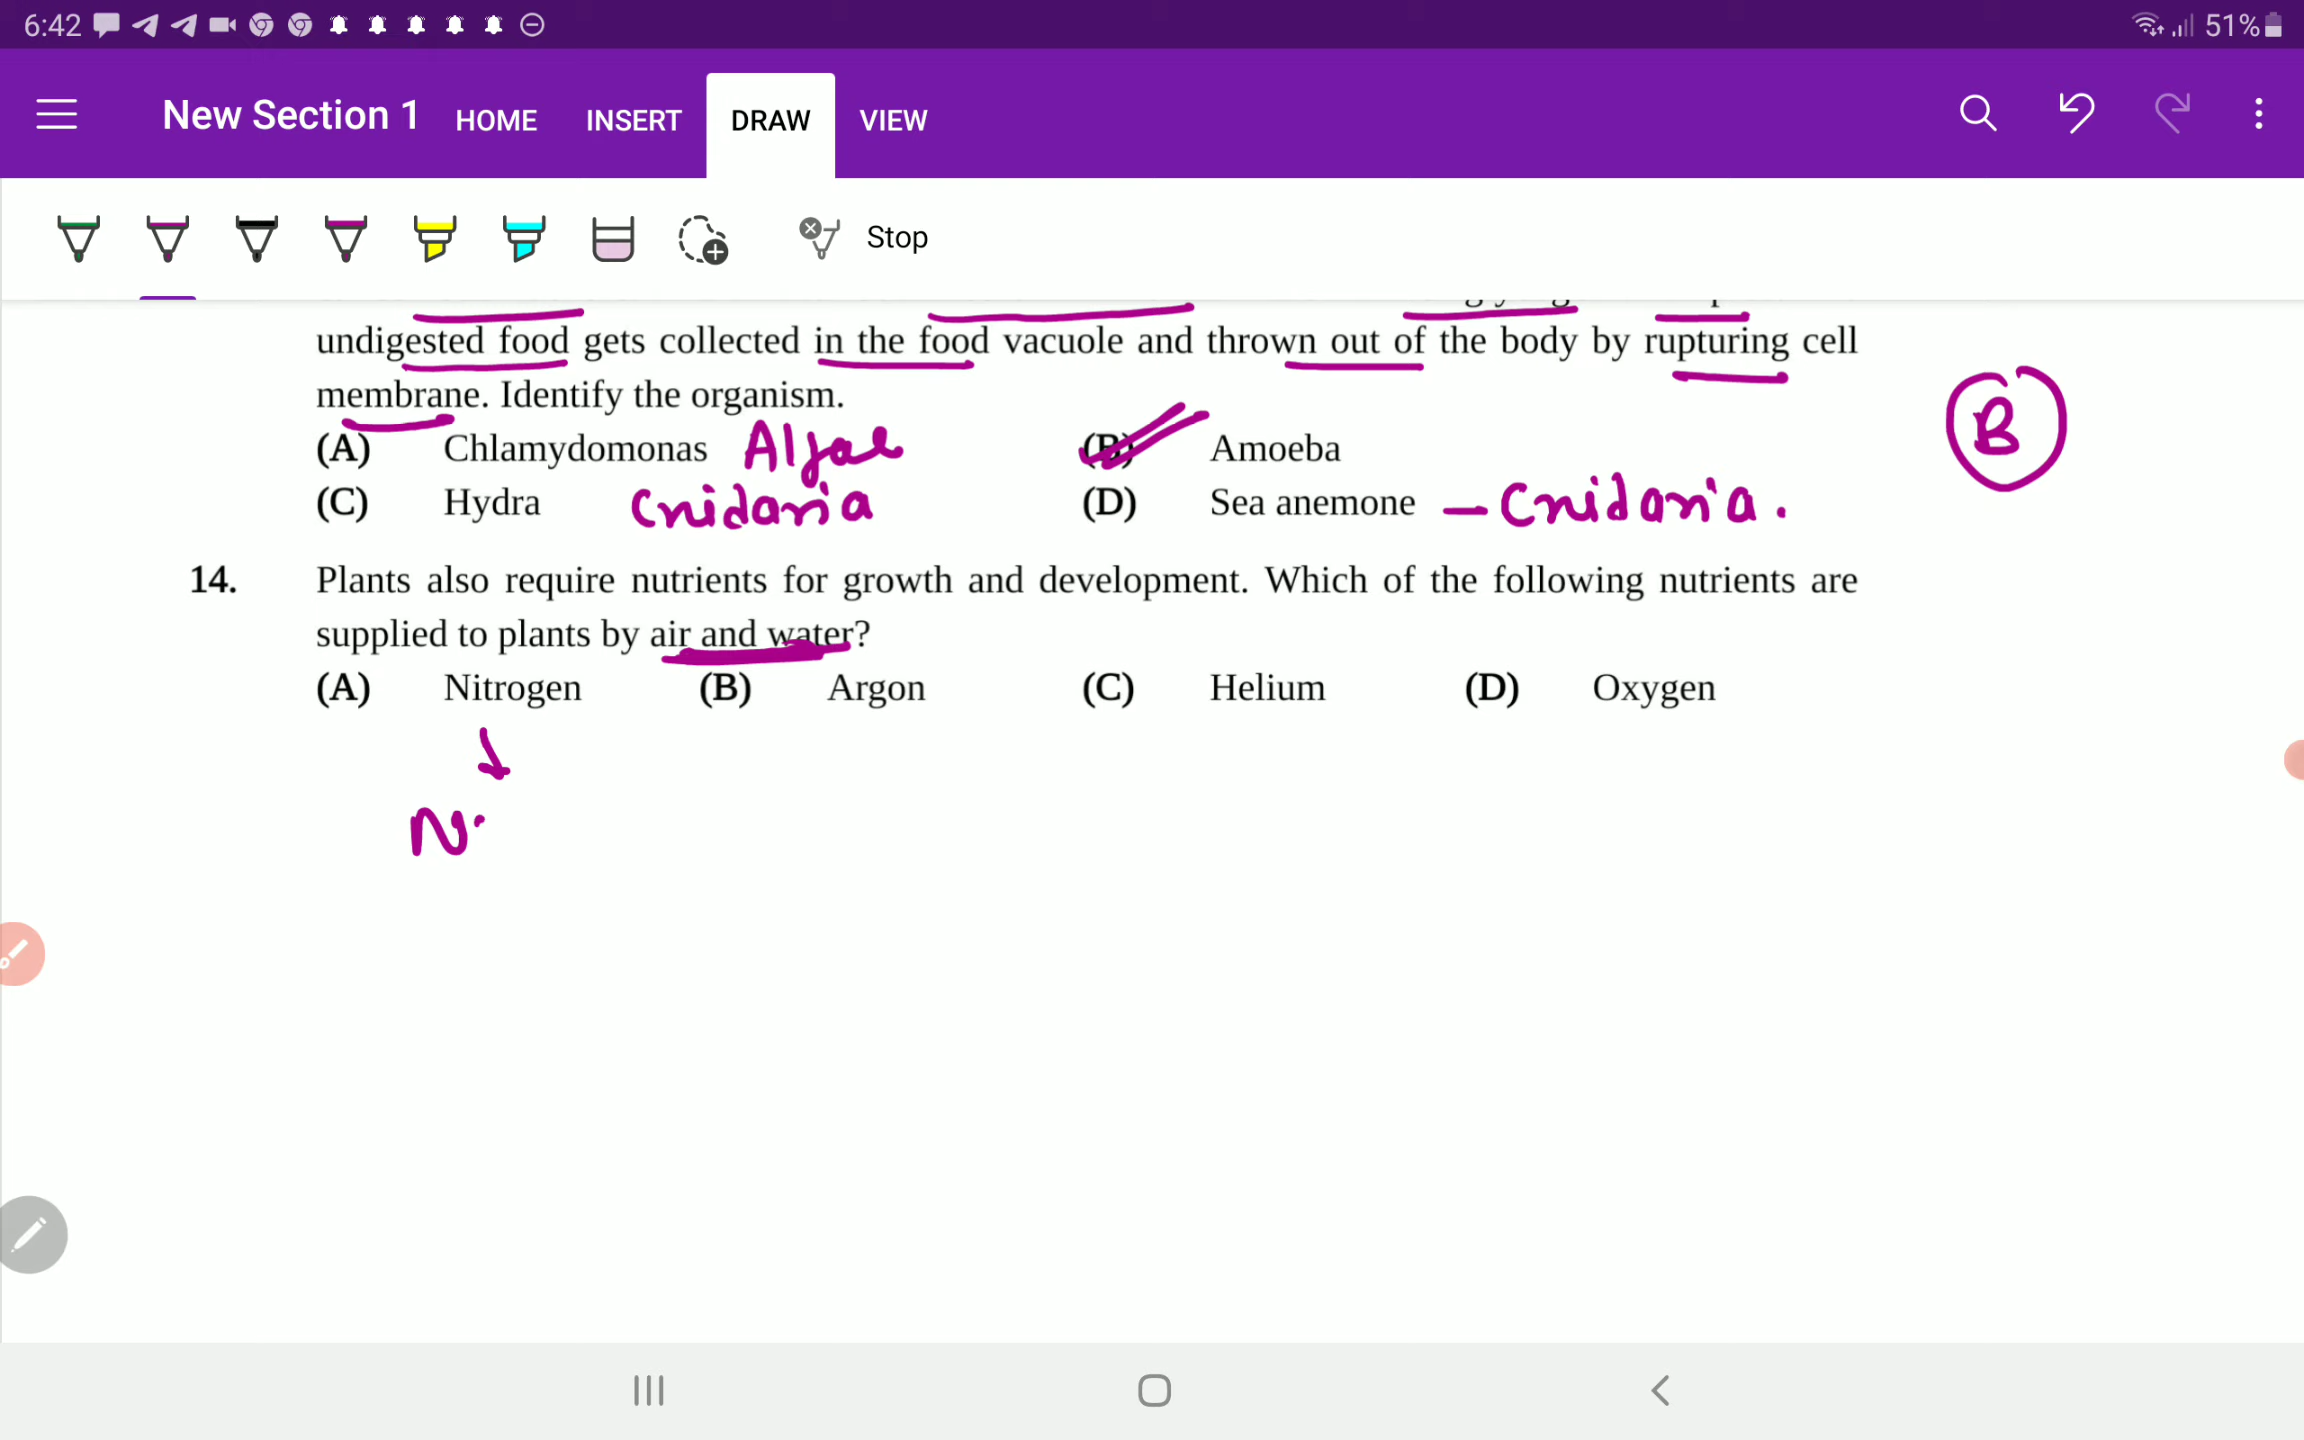 6:42 51%
New Section 1 HOME INSERT DRAW VIEW
Stop
undigested food gets collected in the food vacuole and thrown out of the body by rupturing cell
membrane. Identify the organism.
(A) Chlamydomonas Algae (B) Amoeba
B
(C) Hydra Cnidaria (D) Sea anemone – Cnidaria.
14. Plants also require nutrients for growth and development. Which of the following nutrients are
supplied to plants by air and water?
(A) Nitrogen (B) Argon (C) Helium (D) Oxygen